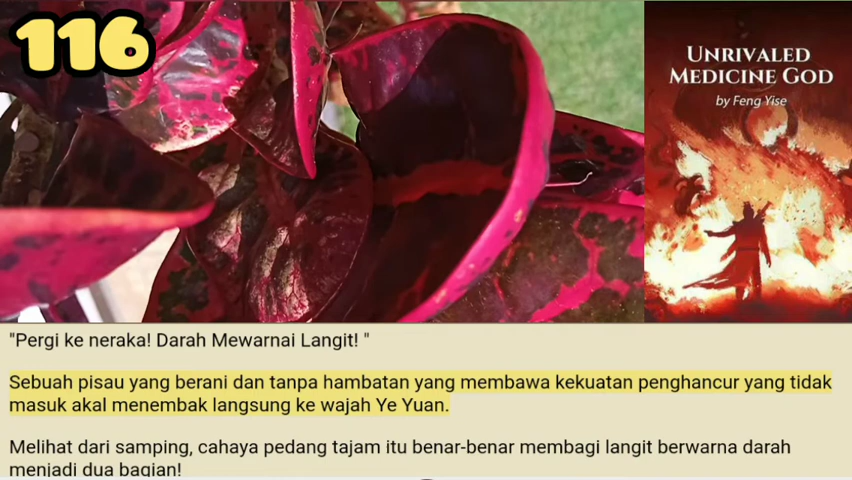 116
UNRIVALED
MEDICINE GOD
by Feng Yise
"Pergi ke neraka! Darah Mewarnai Langit! "
Sebuah pisau yang berani dan tanpa hambatan yang membawa kekuatan penghancur yang tidak
masuk akal menembak langsung ke wajah Ye Yuan.
Melihat dari samping, cahaya pedang tajam itu benar-benar membagi langit berwarna darah
menjadi dua bagian!